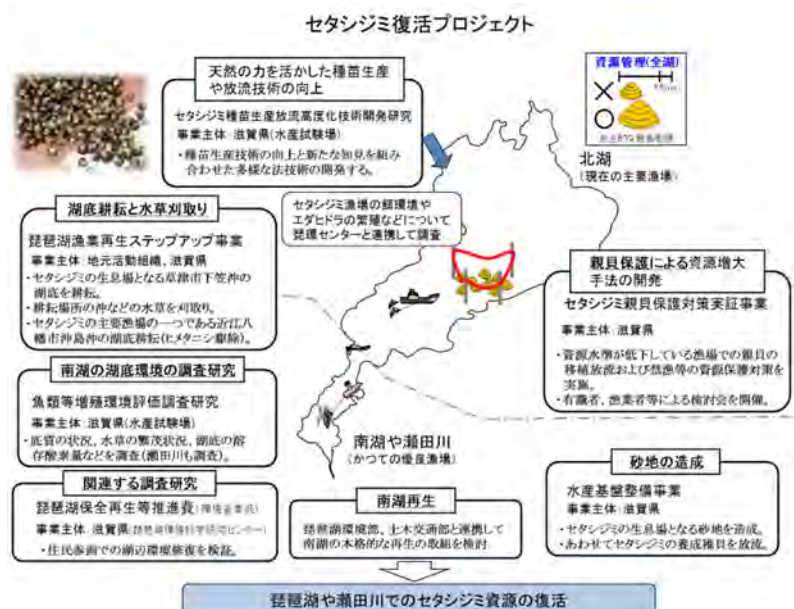 セタシジミ復活プロジェクト
天然の力を活かした種苗生産
や放流技術の向上
セタシジミ種苗生産放流高度化技術開発研究
事業主体：滋賀県(水産試験場)
・種苗生産技術の向上と新たな知見を組み
合わせた多様な法技術の開発する。
資源管理(全湖)
北湖
(現在の主要漁場)
セタシジミ漁場の餌環境や
エダヒドラの繁殖などについて
琵環センターと連携して調査
湖底耕耘と水草刈取り
琵琶湖漁業再生ステップアップ事業
事業主体：地元活動組織、滋賀県
・セタシジミの生息場となる草津市下笠沖の
湖底を耕耘。
・耕耘場所の沖などの水草を刈取り。
・セタシジミの主要漁場の一つである近江八
幡市沖島沖の湖底耕耘(ヒメタニシ駆除)。
親貝保護による資源増大
手法の開発
セタシジミ親貝保護対策実証事業
事業主体：滋賀県
・資源水準が低下している漁場での親貝の
移植放流および禁漁等の資源保護対策を
実施。
・有識者、漁業者等による検討会を開催。
南湖の湖底環境の調査研究
魚類等増殖環境評価調査研究
事業主体：滋賀県(水産試験場)
・底質の状況、水草の繁茂状況、湖底の溶
存酸素量などを調査(瀬田川も調査)。
南湖や瀬田川
(かつての優良漁場)
関連する調査研究
琵琶湖保全再生等推進費
事業主体：滋賀県(琵琶湖環境科学研究センター)
・住民参画での湖辺環境修復を検証。
南湖再生
琵琶湖環境部、土木交通部と連携して
南湖の本格的な再生の取組を検討
砂地の造成
水産基盤整備事業
事業主体：滋賀県
・セタシジミの生息場となる砂地を造成。
・あわせてセタシジミの養成稚貝を放流。
琵琶湖や瀬田川でのセタシジミ資源の復活